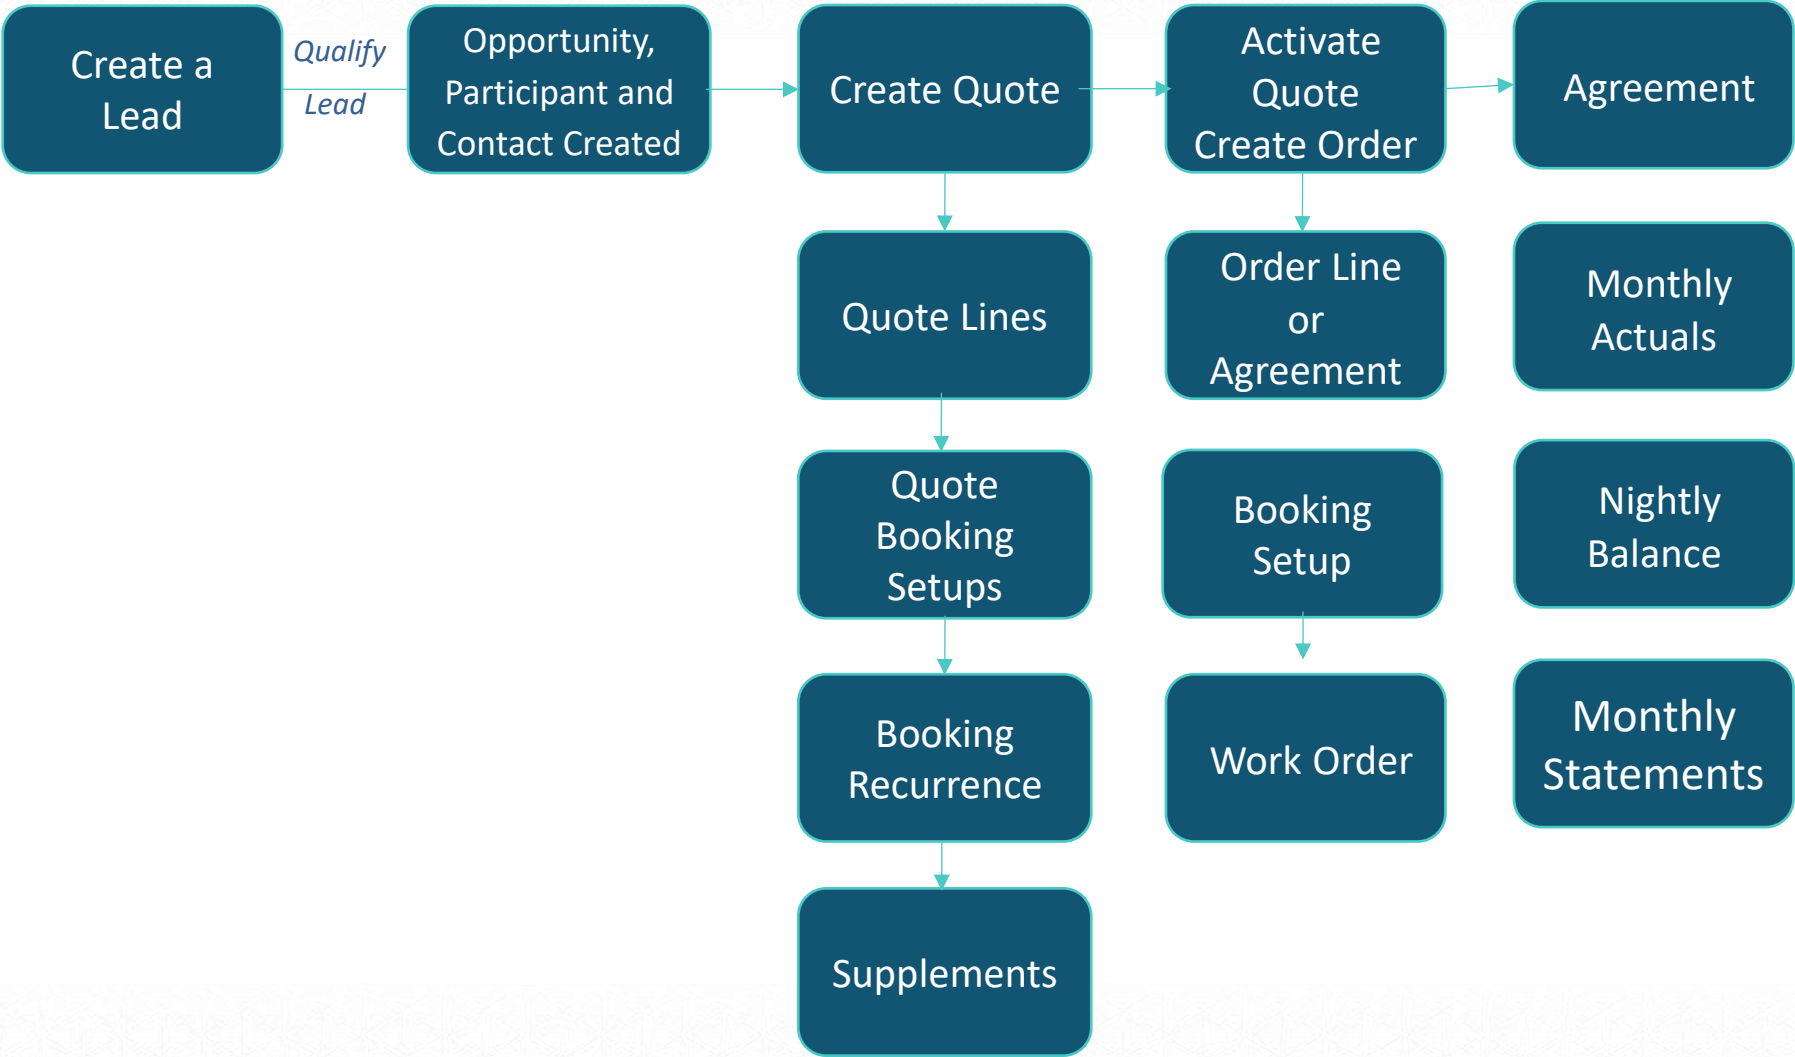 Create a
Lead
Qualify
Lead
Opportunity,
Participant and
Contact Created
Create Quote
Activate
Quote
Create Order
Agreement
Quote Lines
Order Line
or
Agreement
Monthly
Actuals
Quote
Booking
Setups
Booking
Setup
Nightly
Balance
Booking
Recurrence
Work Order
Monthly
Statements
Supplements